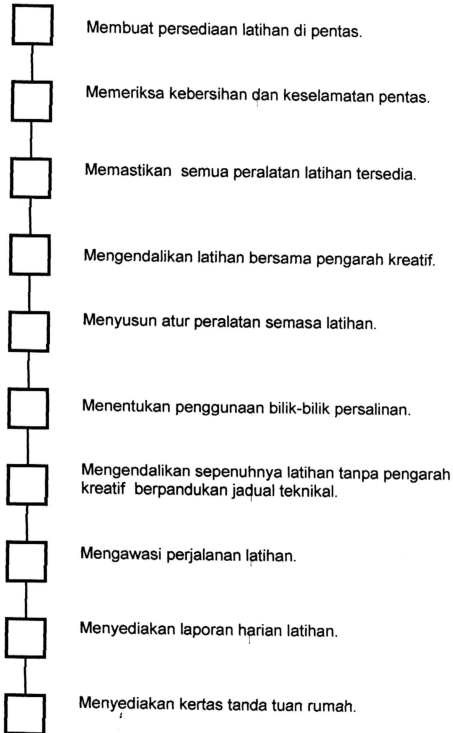 Membuat persediaan latihan di pentas.
Memeriksa kebersihan dan keselamatan pentas.
Memastikan semua peralatan latihan tersedia.
Mengendalikan latihan bersama pengarah kreatif.
Menyusun atur peralatan semasa latihan.
Menentukan penggunaan bilik-bilik persalinan.
Mengendalikan sepenuhnya latihan tanpa pengarah
kreatif berpandukan jadual teknikal.
Mengawasi perjalanan latihan.
Menyediakan laporan harian latihan.
Menyediakan kertas tanda tuan rumah.